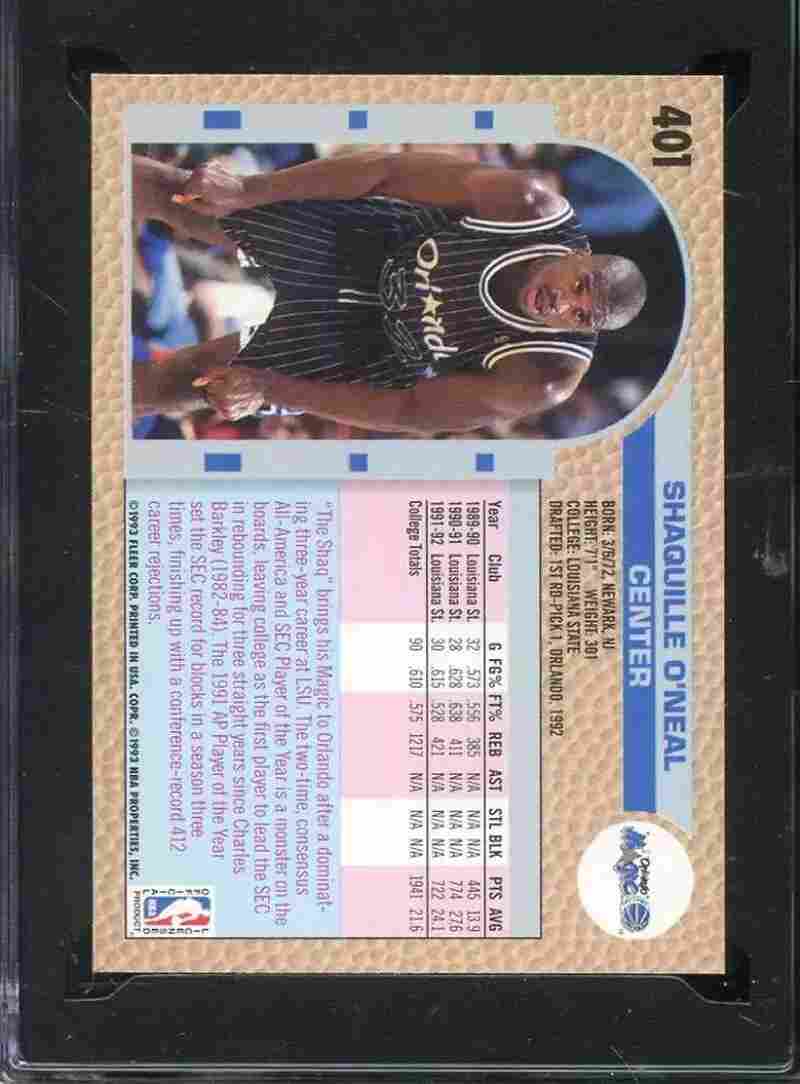 401
Orlando
32
SHAQUILLE O'NEAL
CENTER
Orlando
Magic
BORN: 3/6/72, NEWARK, NJ
HEIGHT: 7'1" WEIGHT: 301
COLLEGE: LOUISIANA STATE
DRAFTED: 1ST RD-PICK 1, ORLANDO, 1992
Year Club G FG% FT% REB AST STL BLK PTS AVG
1989-90 Louisiana St. 32 .573 .556 385 N/A N/A N/A 445 13.9
1990-91 Louisiana St. 28 .628 .638 411 N/A N/A N/A 774 27.6
1991-92 Louisiana St. 30 .615 .528 421 N/A N/A N/A 722 24.1
College Totals 90 .610 .575 1217 N/A N/A N/A 1941 21.6
"The Shaq" brings his Magic to Orlando after a dominat-
ing three-year career at LSU. The two-time, consensus
All-America and SEC Player of the Year is a monster on the
boards, leaving college as the first player to lead the SEC
in rebounding for three straight years since Charles
Barkley (1982-84). The 1991 AP Player of the Year
set the SEC record for blocks in a season three
times, finishing up with a conference-record 412
career rejections.
©1993 FLEER CORP. PRINTED IN USA. COPR. ©1993 NBA PROPERTIES, INC.
OFFICIAL
LICENSED
NBA
PRODUCT